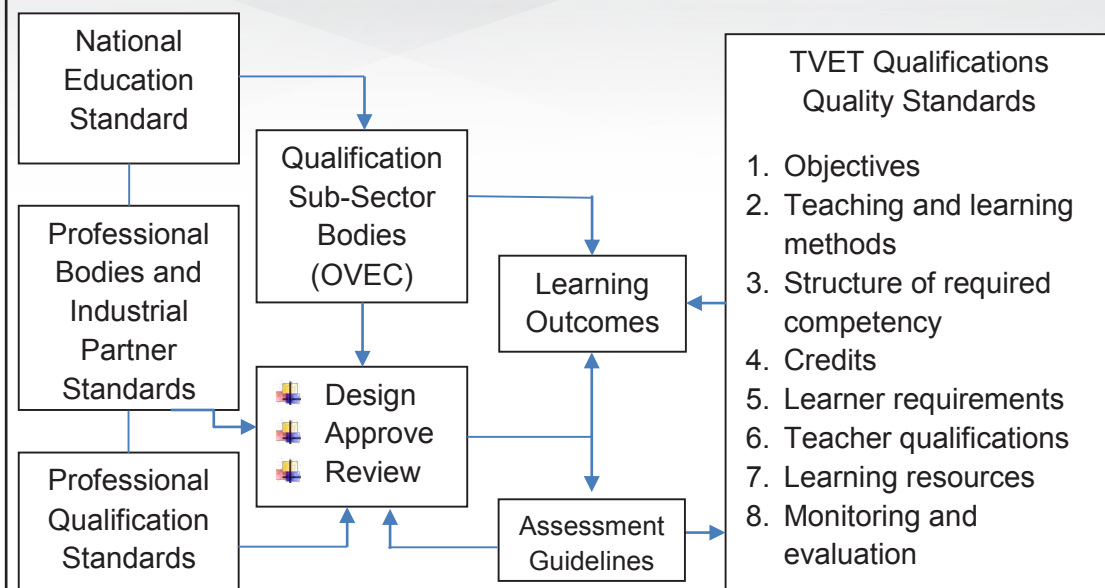 National
Education
Standard
Professional
Bodies and
Industrial
Partner
Standards
Professional
Qualification
Standards
Qualification
Sub-Sector
Bodies
(OVEC)
Design
Approve
Review
Learning
Outcomes
Assessment
Guidelines
TVET Qualifications
Quality Standards
1. Objectives
2. Teaching and learning
methods
3. Structure of required
competency
4. Credits
5. Learner requirements
6. Teacher qualifications
7. Learning resources
8. Monitoring and
evaluation